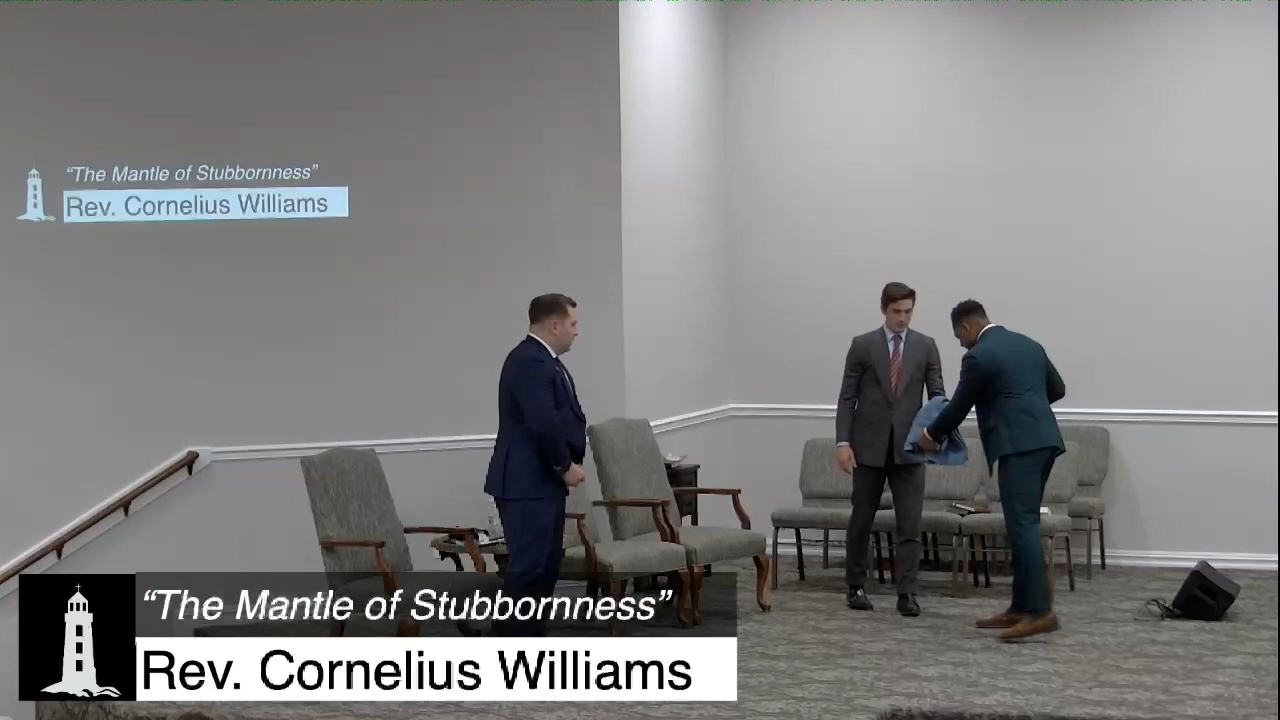 “The Mantle of Stubbornness”
Rev. Cornelius Williams
“The Mantle of Stubbornness”
Rev. Cornelius Williams